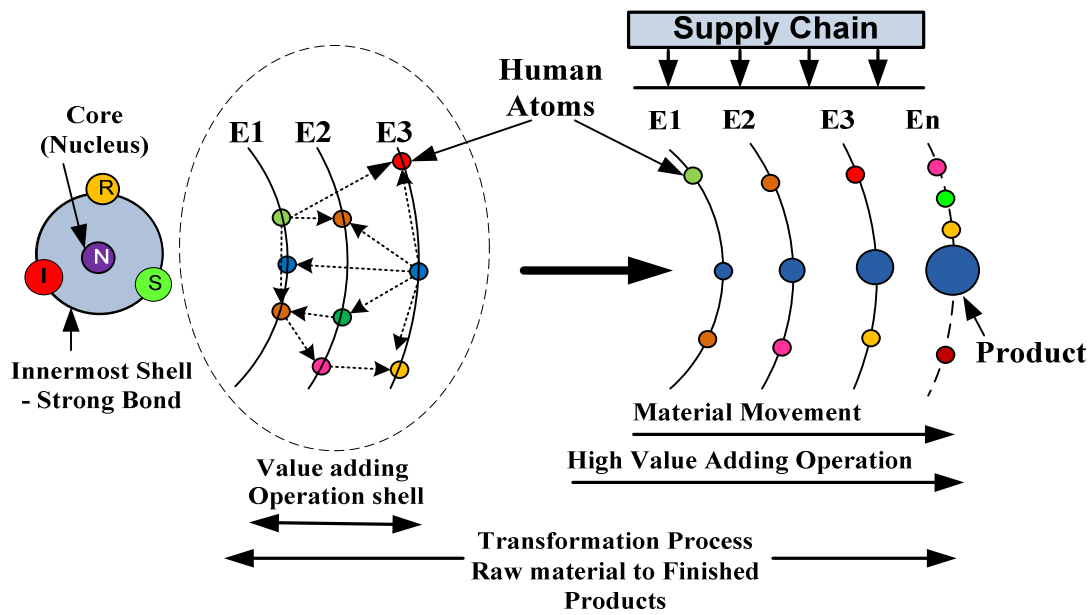 Supply Chain
Human
Atoms
Core
(Nucleus)
E1
E2
E3
E1
E2
E3
En
R
N
I
S
Innermost Shell
- Strong Bond
Product
Material Movement
High Value Adding Operation
Value adding
Operation shell
Transformation Process
Raw material to Finished
Products